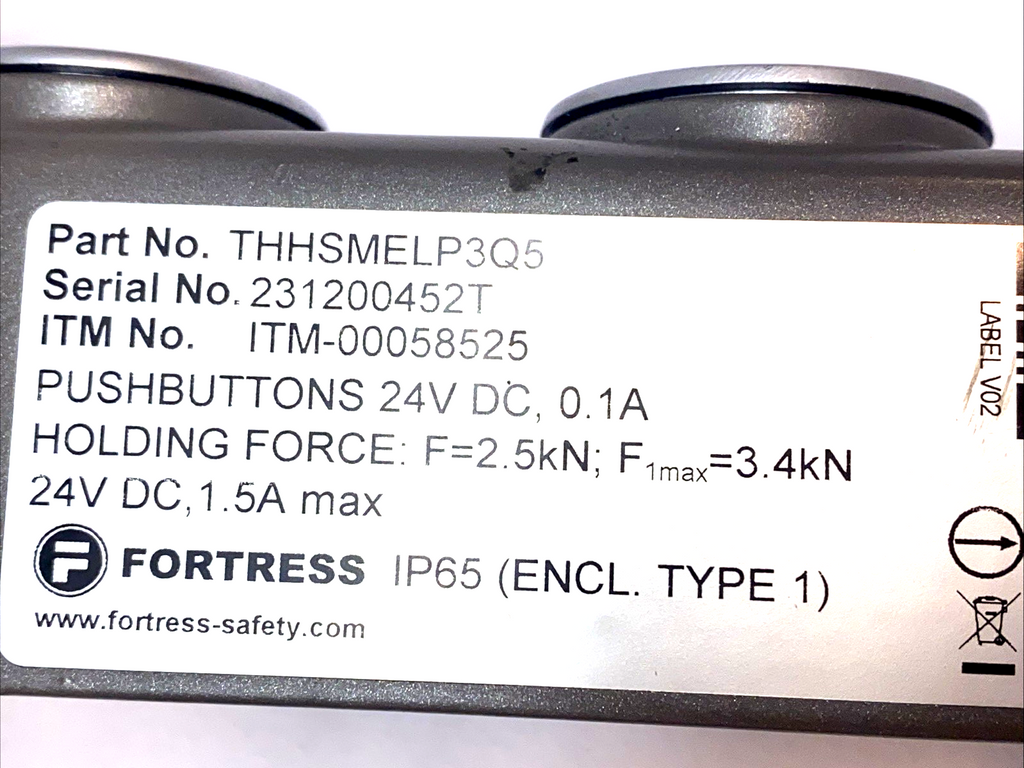 Part No. THHSMELP3Q5
Serial No. 231200452T
ITM No. ITM-00058525
PUSHBUTTONS 24V DC, 0.1A
HOLDING FORCE: F=2.5kN; F1max=3.4kN
24V DC,1.5A max
F FORTRESS IP65 (ENCL. TYPE 1)
www.fortress-safety.com
LABEL V02